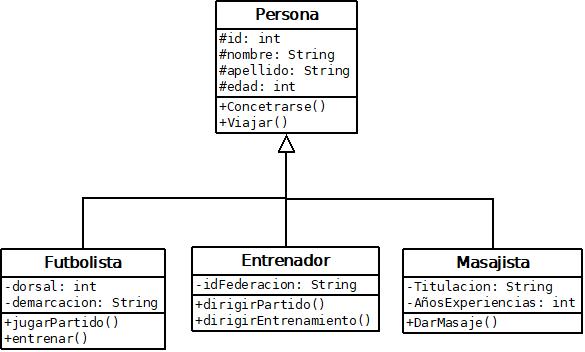 Persona
#id: int
#nombre: String
#apellido: String
#edad: int
+Concetrarse()
+Viajar()
Futbolista
-dorsal: int
-demarcacion: String
+jugarPartido()
+entrenar()
Entrenador
-idFederacion: String
+dirigirPartido()
+dirigirEntrenamiento()
Masajista
-Titulacion: String
-AñosExperiencias: int
+DarMasaje()